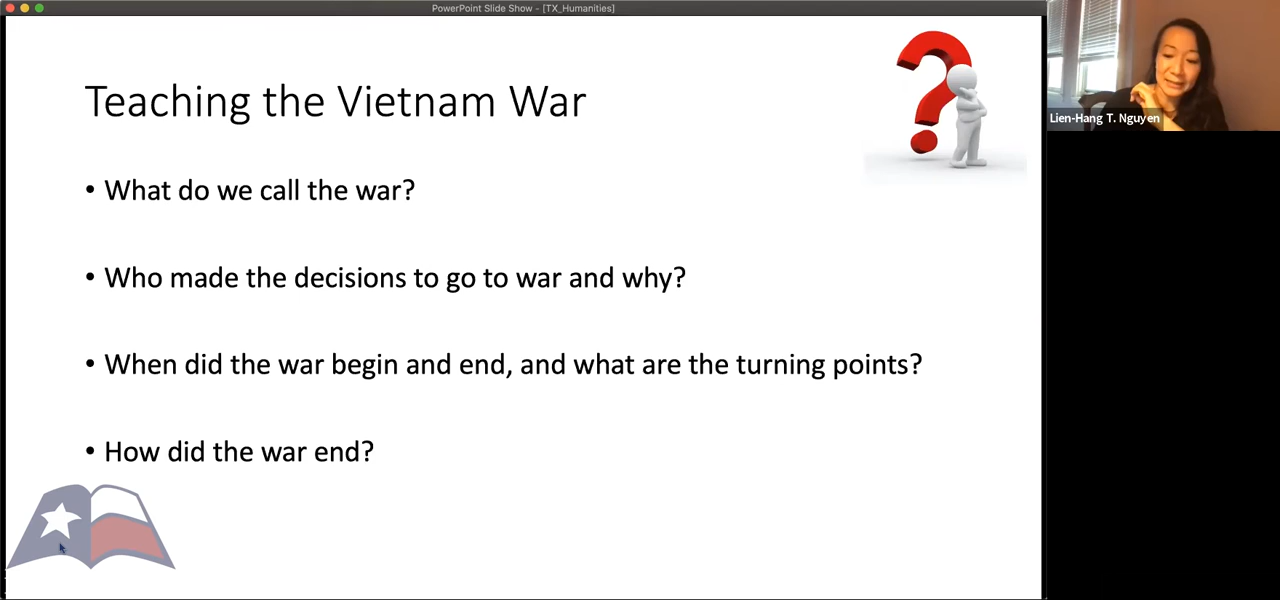 PowerPoint Slide Show - [TX_Humanities]
Teaching the Vietnam War
• What do we call the war?
• Who made the decisions to go to war and why?
• When did the war begin and end, and what are the turning points?
• How did the war end?
Lien-Hang T. Nguyen